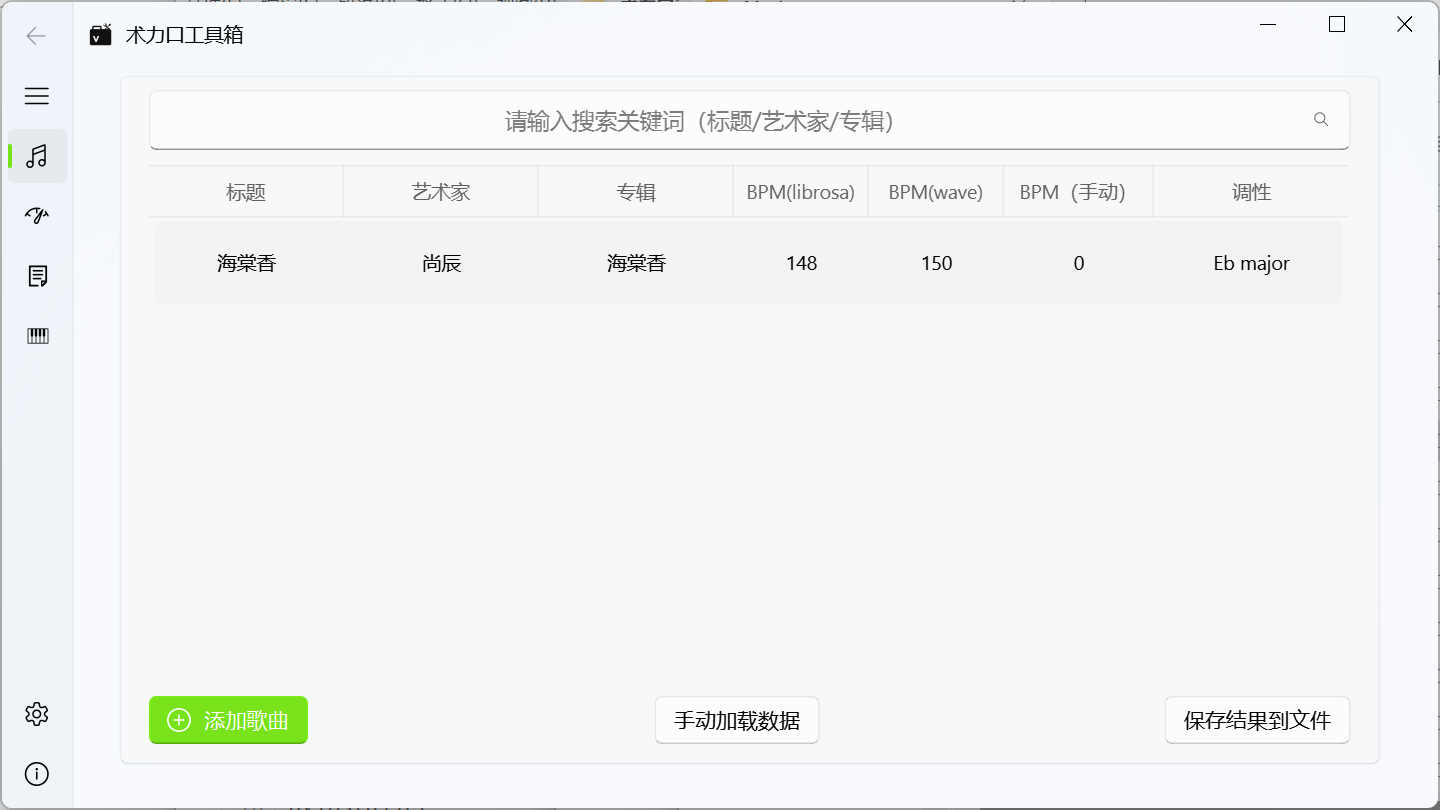 术力口工具箱
请输入搜索关键词（标题/艺术家/专辑）
标题 艺术家 专辑 BPM(librosa) BPM(wave) BPM（手动） 调性
海棠香 尚辰 海棠香 148 150 0 Eb major
添加歌曲 手动加载数据 保存结果到文件